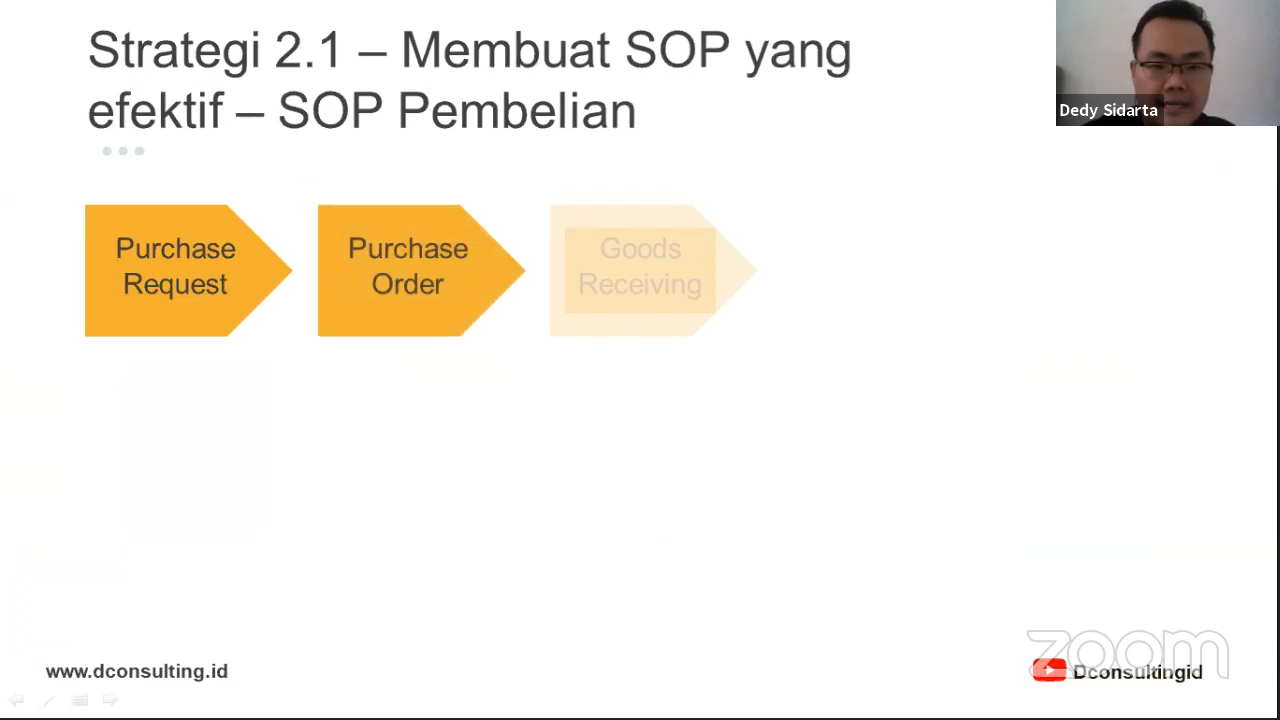 Strategi 2.1 – Membuat SOP yang
efektif – SOP Pembelian
Dedy Sidarta
Purchase
Request
Purchase
Order
Goods
Receiving
www.dconsulting.id
zoom
Dconsultingid